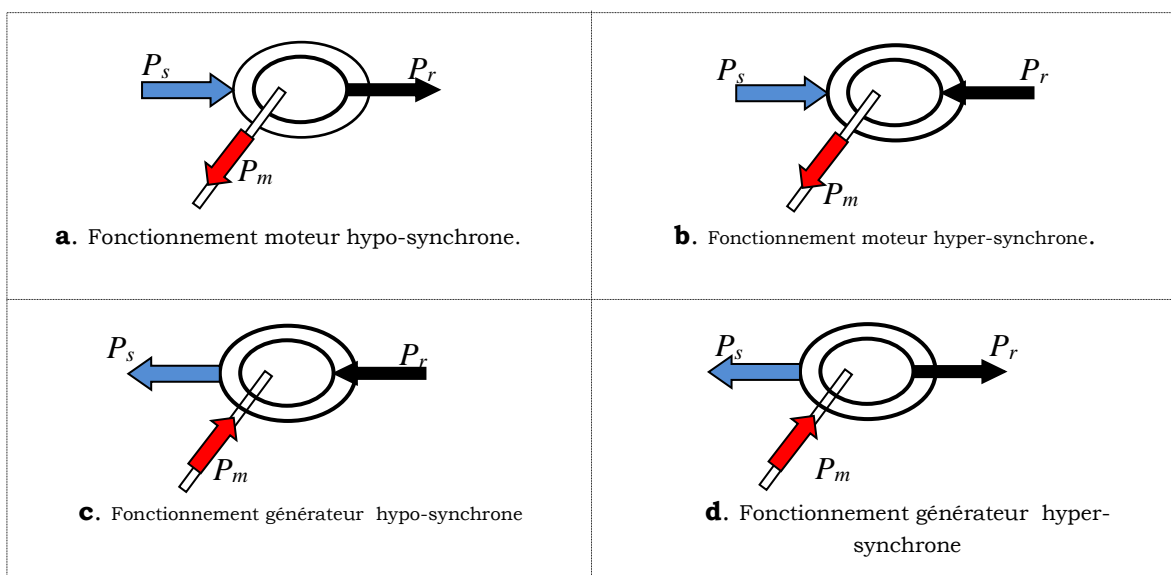 Ps
Pr
Pm
a. Fonctionnement moteur hypo-synchrone.
Ps
Pr
Pm
b. Fonctionnement moteur hyper-synchrone.
Ps
Pr
Pm
c. Fonctionnement générateur hypo-synchrone
Ps
Pr
Pm
d. Fonctionnement générateur hyper-
synchrone